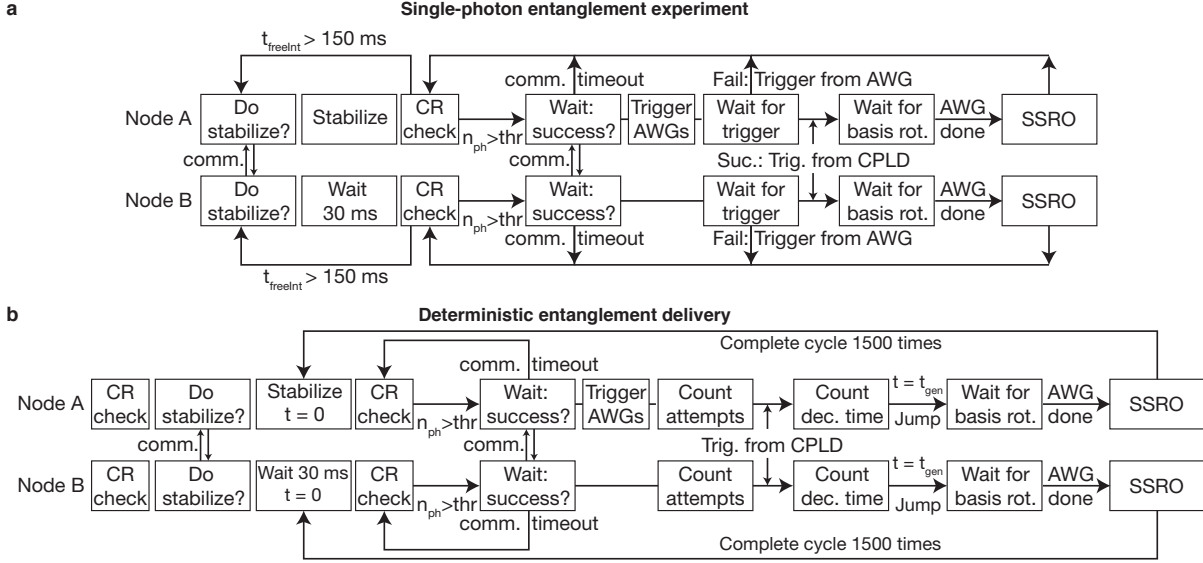 a
Single-photon entanglement experiment
t_freeInt > 150 ms
comm. timeout
Fail: Trigger from AWG
Node A
Do
stabilize?
Stabilize
CR
check
n_ph>thr
Wait:
success?
Trigger
AWGs
Wait for
trigger
Wait for
basis rot.
AWG
done
SSRO
comm.
comm.
Suc.: Trig. from CPLD
Node B
Do
stabilize?
Wait
30 ms
CR
check
n_ph>thr
Wait:
success?
Wait for
trigger
Wait for
basis rot.
AWG
done
SSRO
comm. timeout
Fail: Trigger from AWG
t_freeInt > 150 ms
b
Deterministic entanglement delivery
Complete cycle 1500 times
comm. timeout
Node A
CR
check
Do
stabilize?
Stabilize
t = 0
CR
check
n_ph>thr
Wait:
success?
Trigger
AWGs
Count
attempts
Count
dec. time
t = t_gen
Jump
Wait for
basis rot.
AWG
done
SSRO
comm.
comm.
Trig. from CPLD
Node B
CR
check
Do
stabilize?
Wait 30 ms
t = 0
CR
check
n_ph>thr
Wait:
success?
Count
attempts
Count
dec. time
t = t_gen
Jump
Wait for
basis rot.
AWG
done
SSRO
comm. timeout
Complete cycle 1500 times